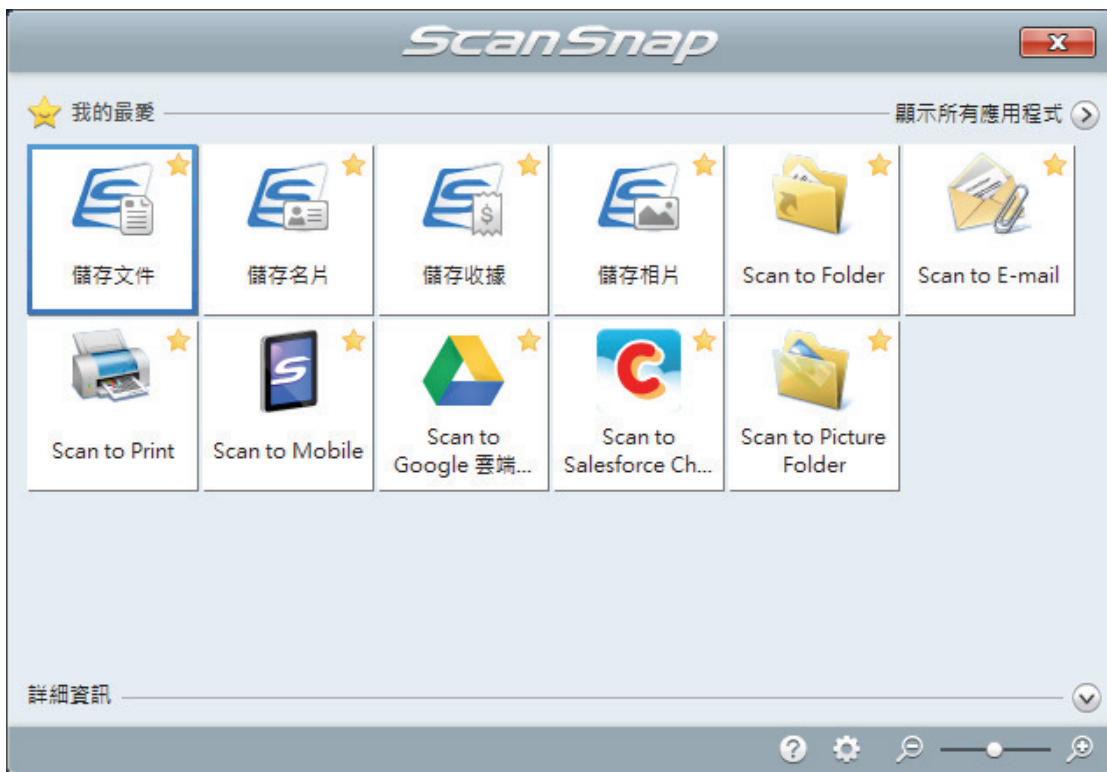 ScanSnap
我的最愛
顯示所有應用程式
儲存文件
儲存名片
儲存收據
儲存相片
Scan to Folder
Scan to E-mail
Scan to Print
Scan to Mobile
Scan to
Google 雲端...
Scan to
Salesforce Ch...
Scan to Picture
Folder
詳細資訊